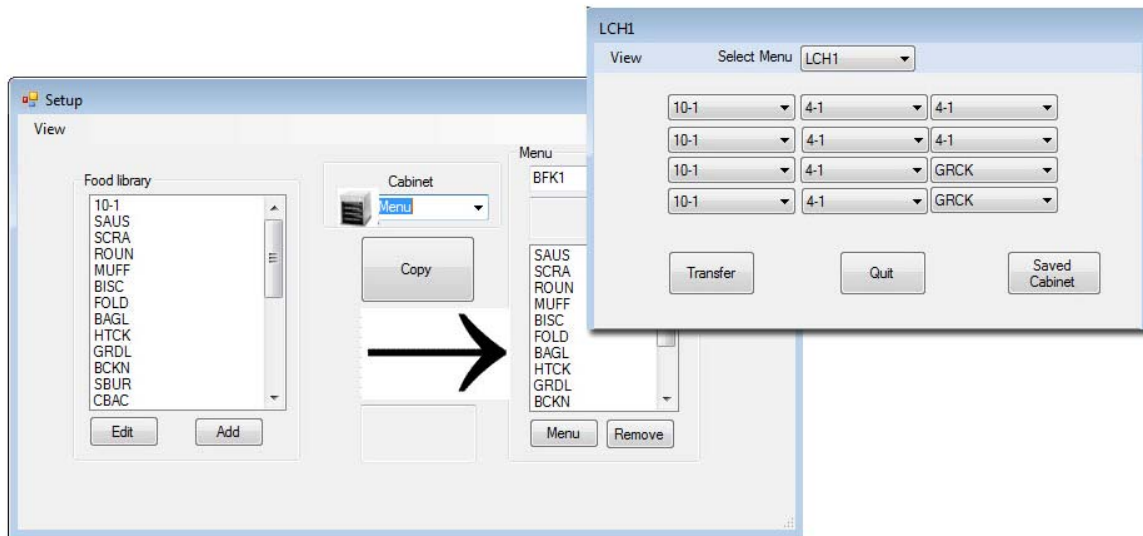 LCH1
View Select Menu LCH1
10-1 4-1 4-1
10-1 4-1 4-1
10-1 4-1 GRCK
10-1 4-1 GRCK
Transfer Quit Saved Cabinet
Setup
View
Food library
10-1
SAUS
SCRA
ROUN
MUFF
BISC
FOLD
BAGL
HTCK
GRDL
BCKN
SBUR
CBAC
Edit Add
Cabinet
Menu
Copy
Menu
BFK1
SAUS
SCRA
ROUN
MUFF
BISC
FOLD
BAGL
HTCK
GRDL
BCKN
Menu Remove